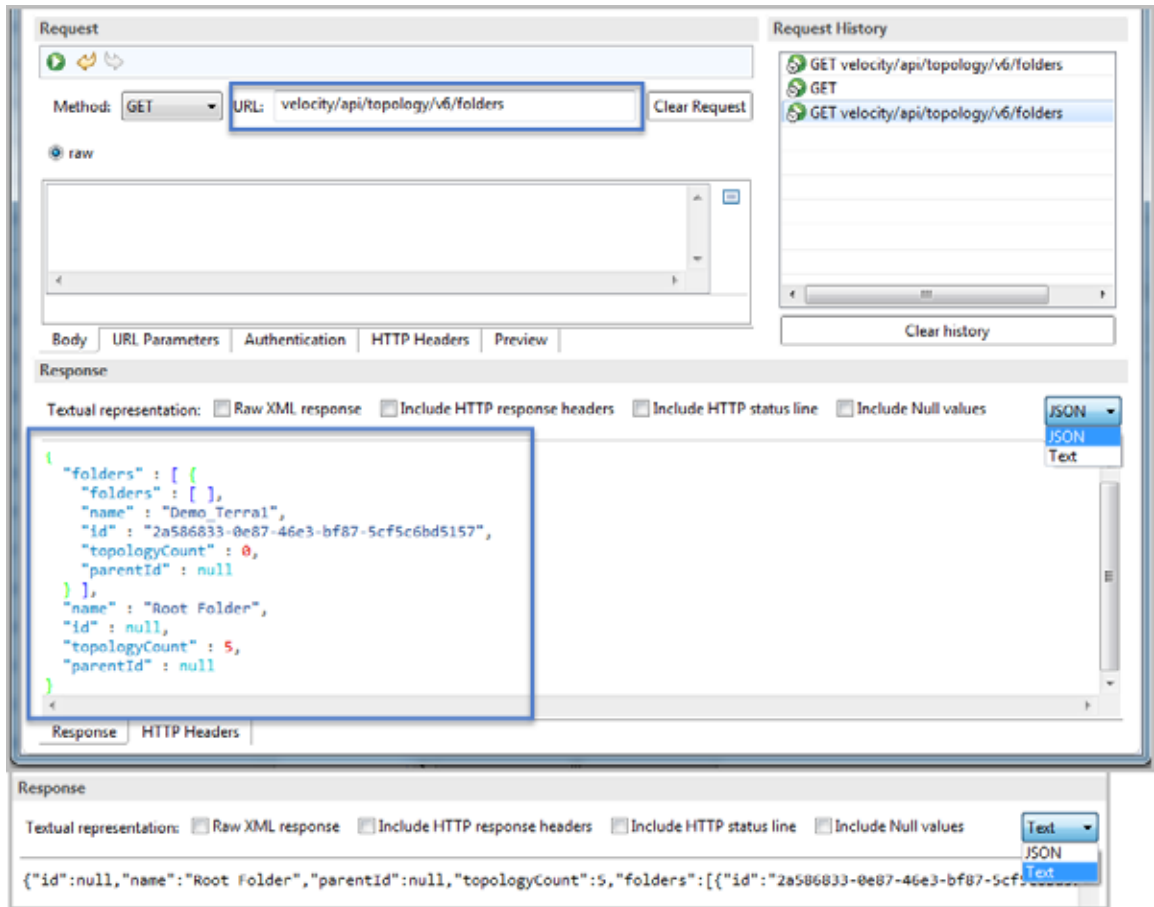 Request
Request History
Method: GET URL: velocity/api/topology/v6/folders Clear Request
GET velocity/api/topology/v6/folders
GET
GET velocity/api/topology/v6/folders
raw
Clear history
Body URL Parameters Authentication HTTP Headers Preview
Response
Textual representation: Raw XML response Include HTTP response headers Include HTTP status line Include Null values JSON
JSON
Text
{
"folders" : [ {
"folders" : [ ],
"name" : "Demo_Terra1",
"id" : "2a586833-0e87-46e3-bf87-5cf5c6bd5157",
"topologyCount" : 0,
"parentId" : null
} ],
"name" : "Root Folder",
"id" : null,
"topologyCount" : 5,
"parentId" : null
}
Response HTTP Headers
Response
Textual representation: Raw XML response Include HTTP response headers Include HTTP status line Include Null values Text
JSON
Text
{"id":null,"name":"Root Folder","parentId":null,"topologyCount":5,"folders":[{"id":"2a586833-0e87-46e3-bf87-5cf5